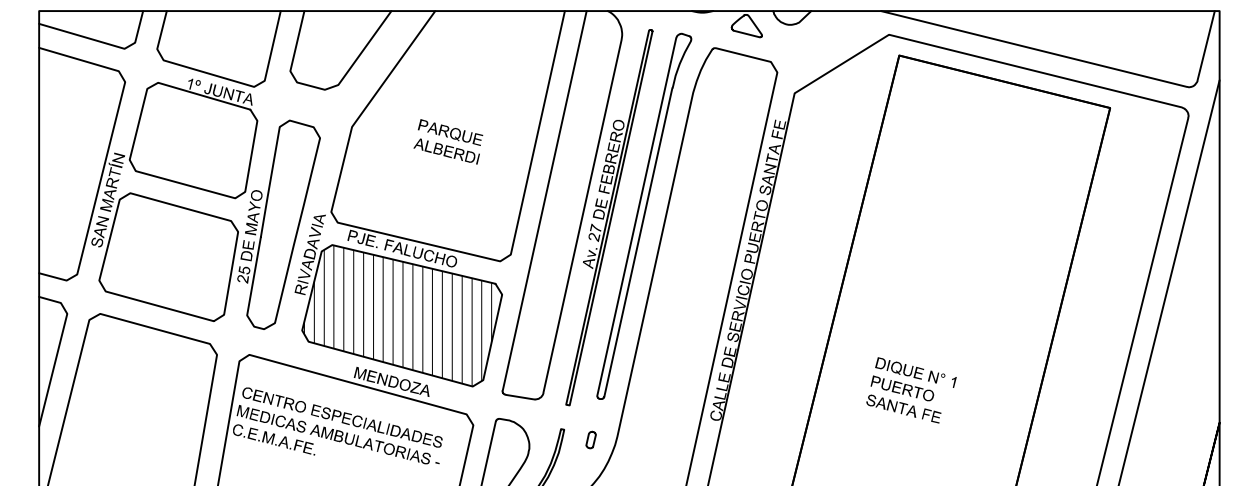 1º JUNTA
PARQUE
ALBERDI
SAN MARTÍN
25 DE MAYO
RIVADAVIA
PJE. FALUCHO
Av. 27 DE FEBRERO
CALLE DE SERVICIO PUERTO SANTA FE
MENDOZA
DIQUE N° 1
PUERTO
SANTA FE
CENTRO ESPECIALIDADES
MEDICAS AMBULATORIAS -
C.E.M.A.FE.